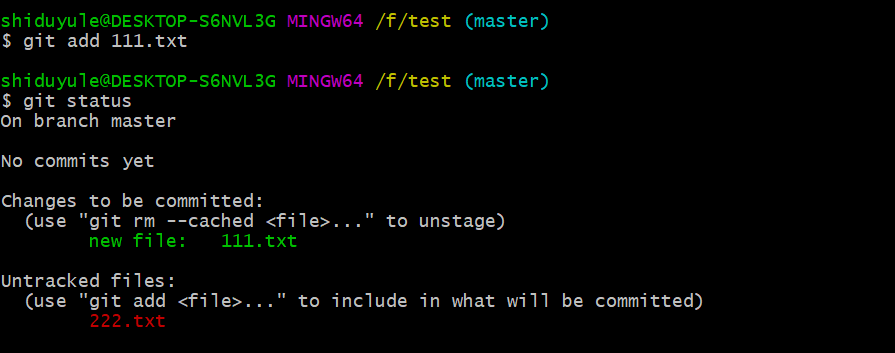 shiduyule@DESKTOP-S6NVL3G MINGW64 /f/test (master)
$ git add 111.txt
shiduyule@DESKTOP-S6NVL3G MINGW64 /f/test (master)
$ git status
On branch master
No commits yet
Changes to be committed:
  (use "git rm --cached <file>..." to unstage)
        new file:   111.txt
Untracked files:
  (use "git add <file>..." to include in what will be committed)
        222.txt